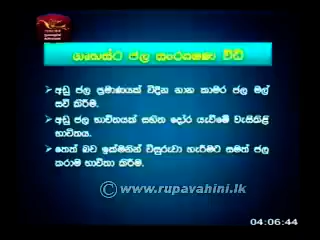 ගෘහස්ථ ජල සංරක්ෂණ විධි
➢ අඩු ජල ප්‍රමාණයක් විදින නාන කාමර ජල මල්
සවි කිරීම.
➢ අඩු ජල භාවිතයක් සහිත දෝර යැවීමේ වැසිකිළි
භාවිතය.
➢ තෙත් බව ඉක්මනින් විසුරුවා හැරීමට සමත් ජල
කරාම භාවිතා කිරීම.
© www.rupavahini.lk
04:06:44